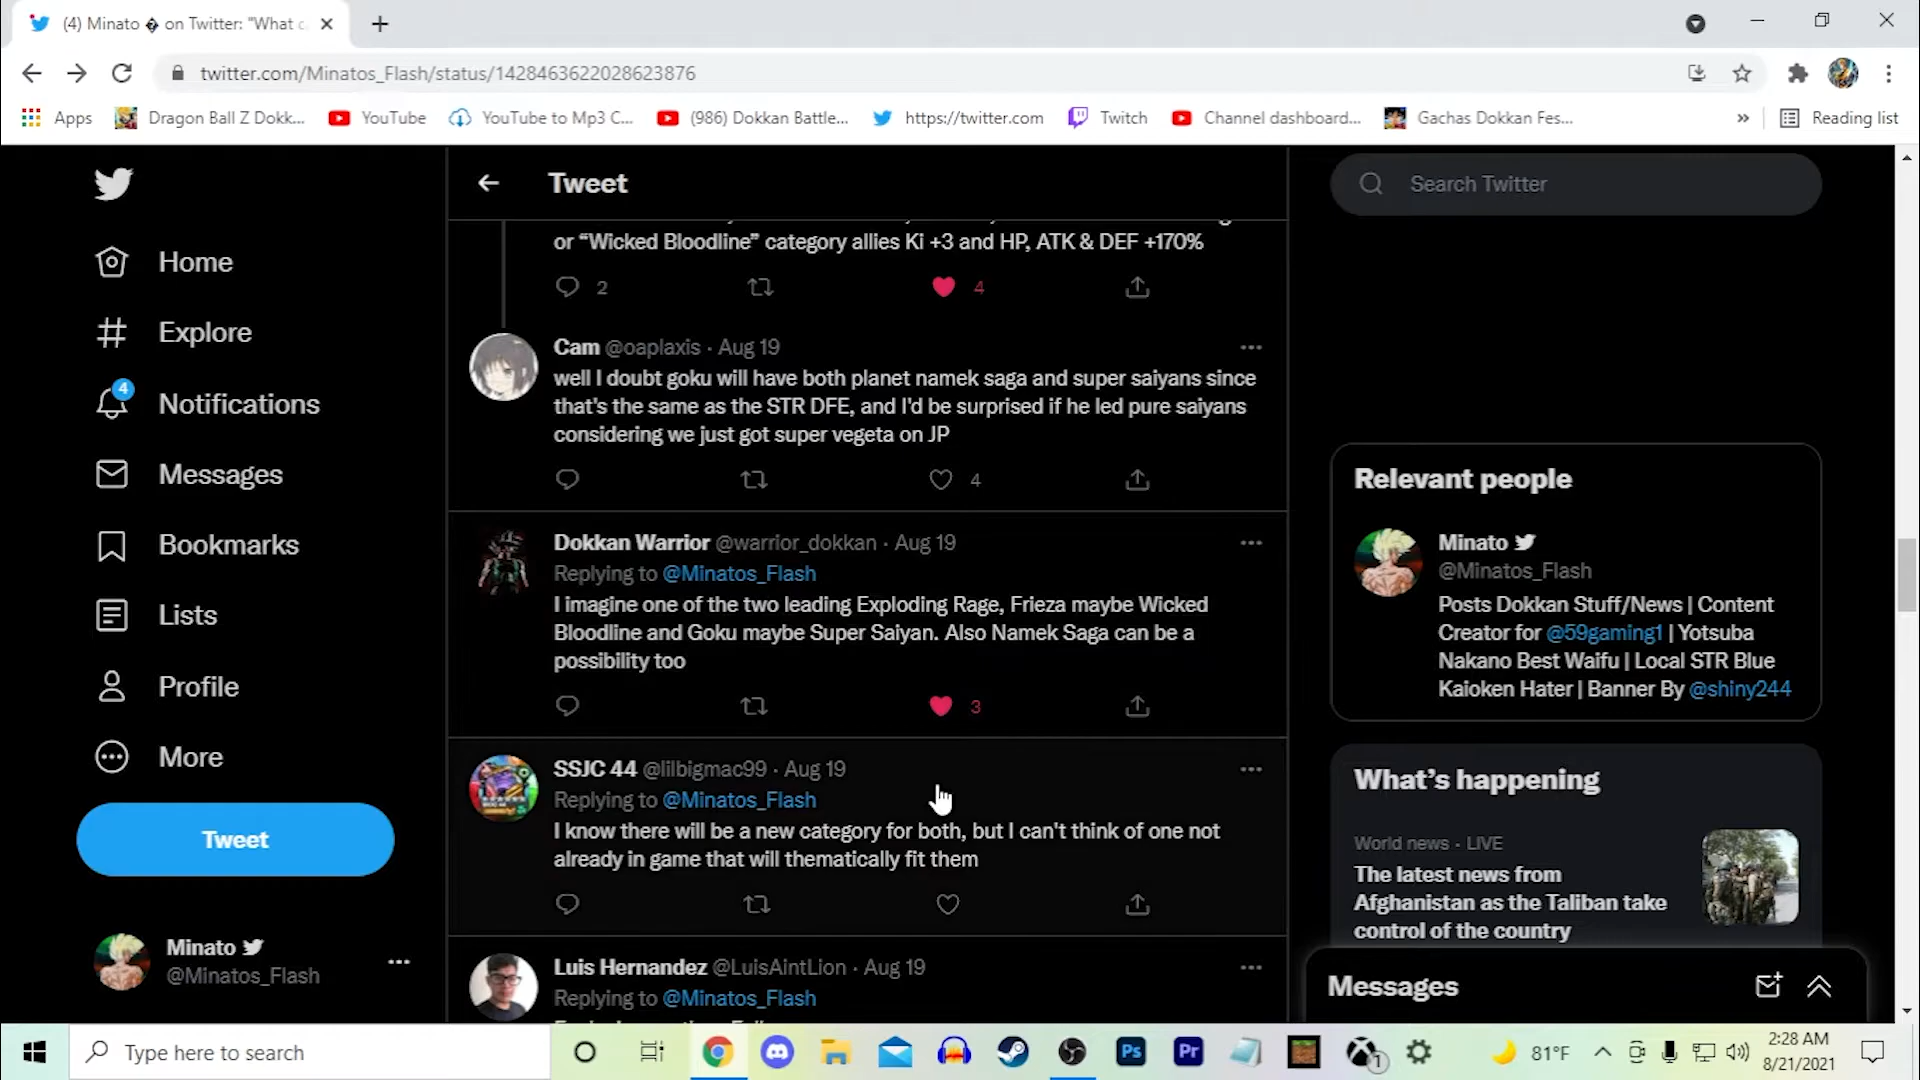 (4) Minato � on Twitter: "What c
twitter.com/Minatos_Flash/status/1428463622028623876
Apps
Dragon Ball Z Dokk...
YouTube
YouTube to Mp3 C...
(986) Dokkan Battle...
https://twitter.com
Twitch
Channel dashboard...
Gachas Dokkan Fes...
»
Reading list
Home
Explore
4
Notifications
Messages
Bookmarks
Lists
Profile
More
Tweet
Minato
@Minatos_Flash
Tweet
or “Wicked Bloodline” category allies Ki +3 and HP, ATK & DEF +170%
2
4
Cam @oaplaxis · Aug 19
well I doubt goku will have both planet namek saga and super saiyans since
that's the same as the STR DFE, and I'd be surprised if he led pure saiyans
considering we just got super vegeta on JP
4
Dokkan Warrior @warrior_dokkan · Aug 19
Replying to @Minatos_Flash
I imagine one of the two leading Exploding Rage, Frieza maybe Wicked
Bloodline and Goku maybe Super Saiyan. Also Namek Saga can be a
possibility too
3
SSJC 44 @lilbigmac99 · Aug 19
Replying to @Minatos_Flash
I know there will be a new category for both, but I can't think of one not
already in game that will thematically fit them
Luis Hernandez @LuisAintLion · Aug 19
Replying to @Minatos_Flash
Search Twitter
Relevant people
Minato
@Minatos_Flash
Posts Dokkan Stuff/News | Content
Creator for @59gaming1 | Yotsuba
Nakano Best Waifu | Local STR Blue
Kaioken Hater | Banner By @shiny244
What's happening
World news · LIVE
The latest news from
Afghanistan as the Taliban take
control of the country
Messages
Type here to search
Ps
Pr
1
81°F
2:28 AM
8/21/2021